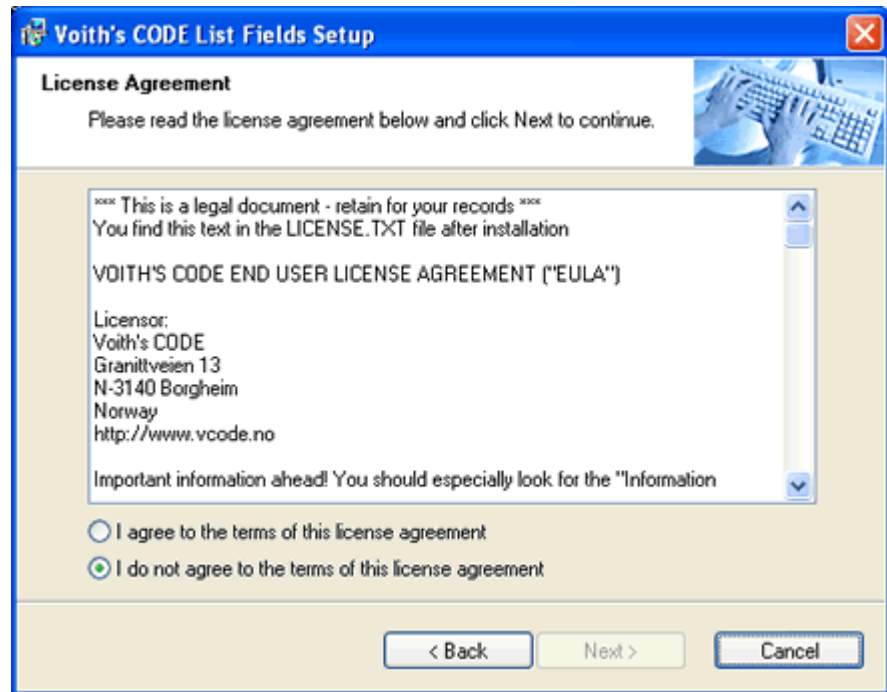 Voith's CODE List Fields Setup
License Agreement
Please read the license agreement below and click Next to continue.
*** This is a legal document - retain for your records ***
You find this text in the LICENSE.TXT file after installation
VOITH'S CODE END USER LICENSE AGREEMENT ("EULA")
Licensor:
Voith's CODE
Granittveien 13
N-3140 Borgheim
Norway
http://www.vcode.no
Important information ahead! You should especially look for the "Information
I agree to the terms of this license agreement
I do not agree to the terms of this license agreement
< Back Next > Cancel